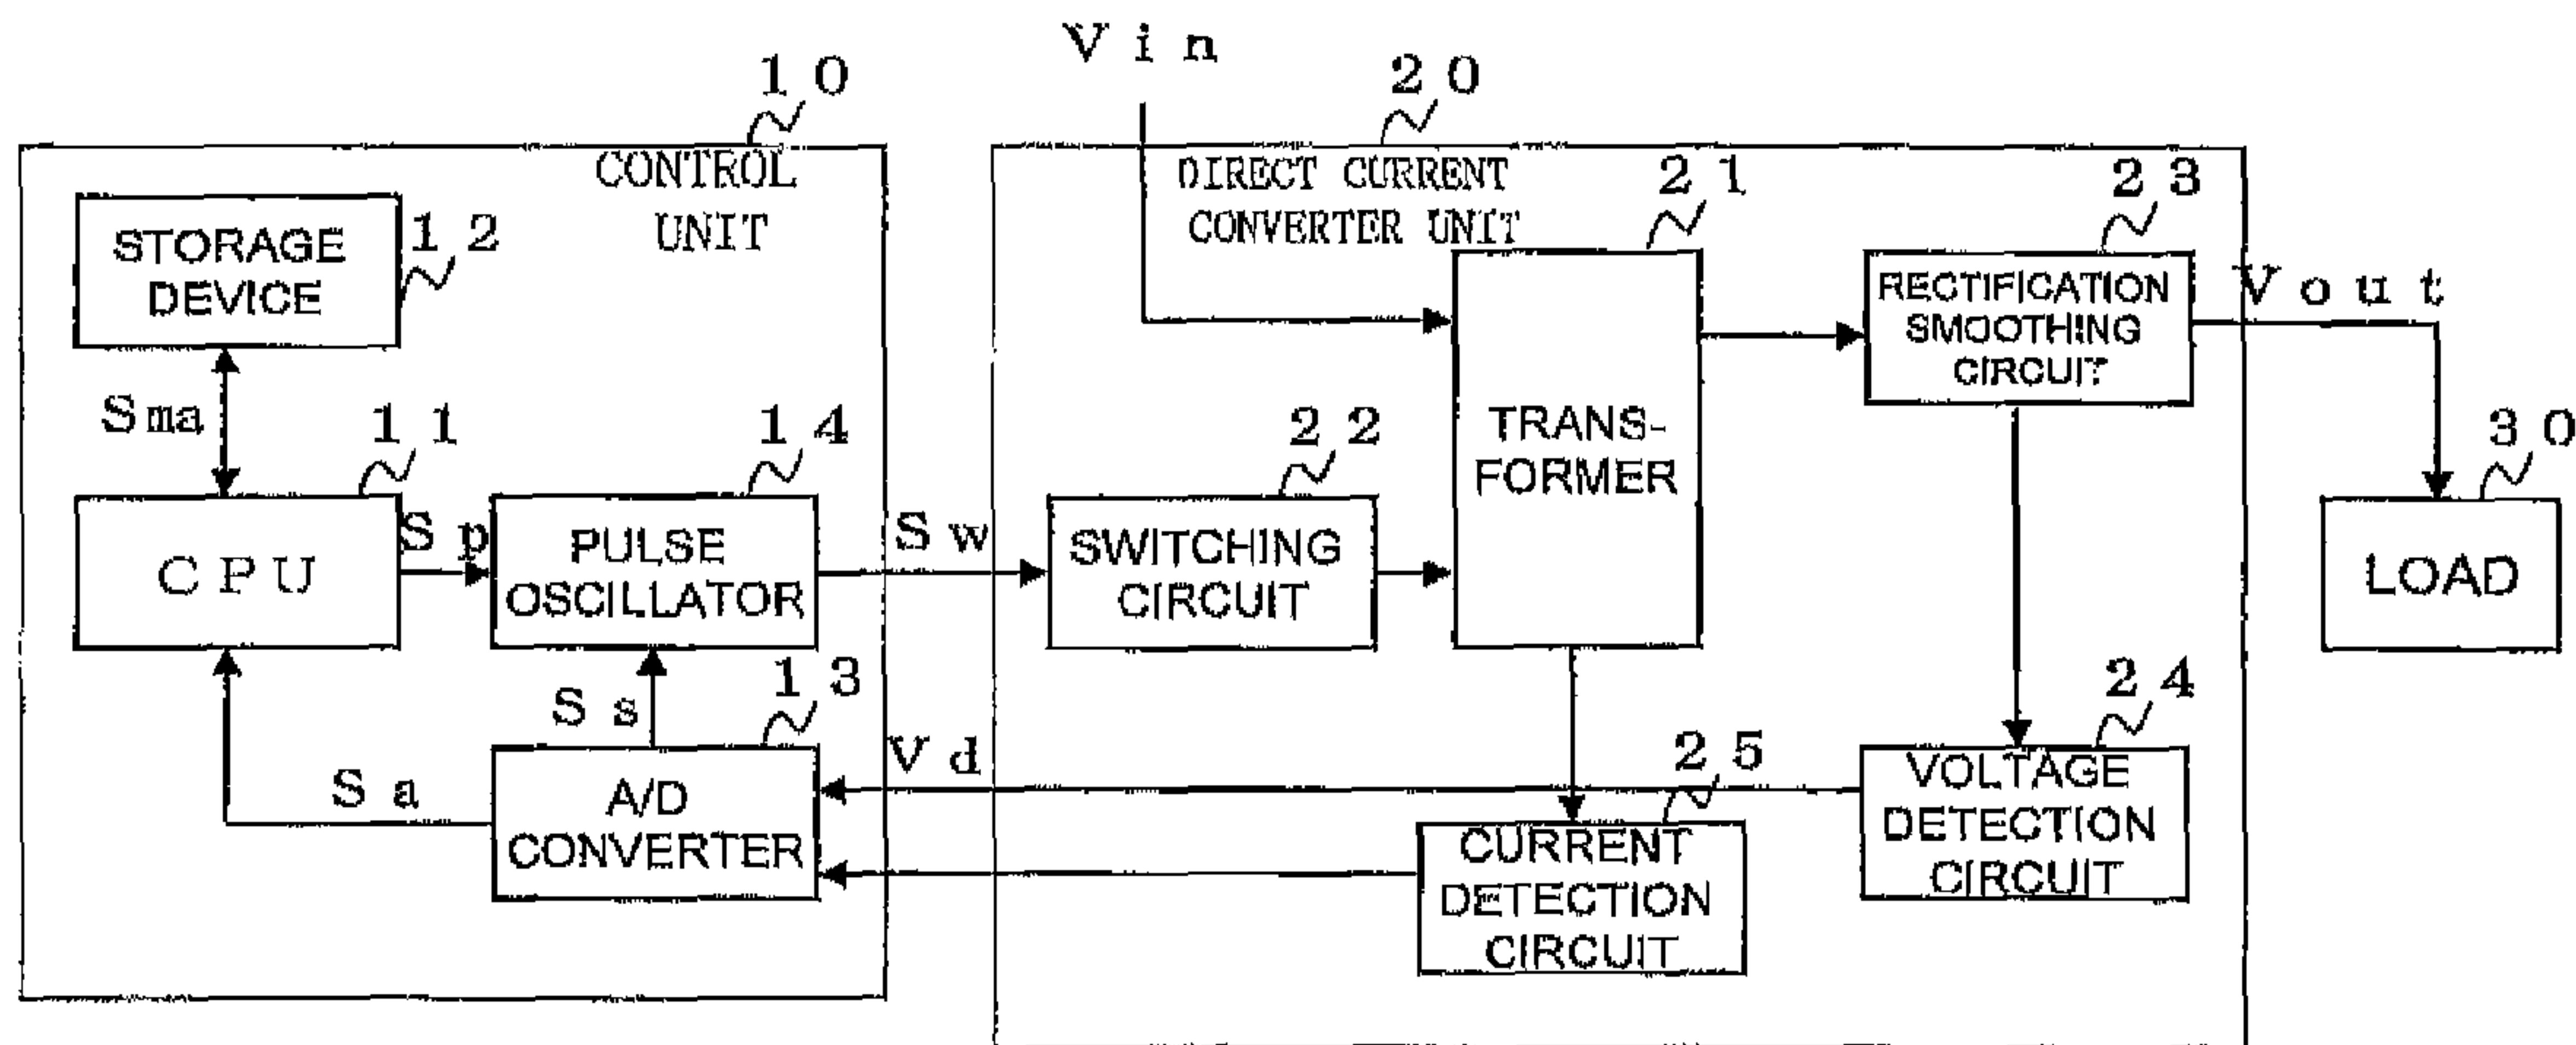 Vin
10
20
CONTROL
UNIT
DIRECT CURRENT
CONVERTER UNIT
21
23
STORAGE
DEVICE
12
RECTIFICATION
SMOOTHING
CIRCUIT
Vout
Sma
11
14
22
TRANS-
FORMER
30
CPU
Sp
PULSE
OSCILLATOR
Sw
SWITCHING
CIRCUIT
LOAD
Ss
13
24
Sa
A/D
CONVERTER
Vd
25
VOLTAGE
DETECTION
CIRCUIT
CURRENT
DETECTION
CIRCUIT